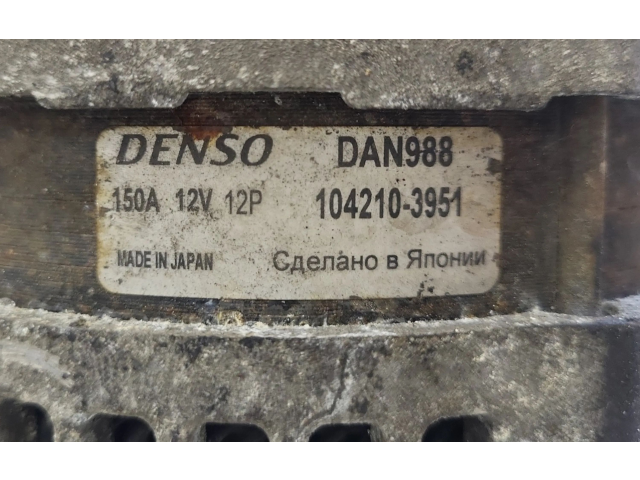 DENSO DAN988
150A 12V 12P 104210-3951
MADE IN JAPAN Сделано в Японии